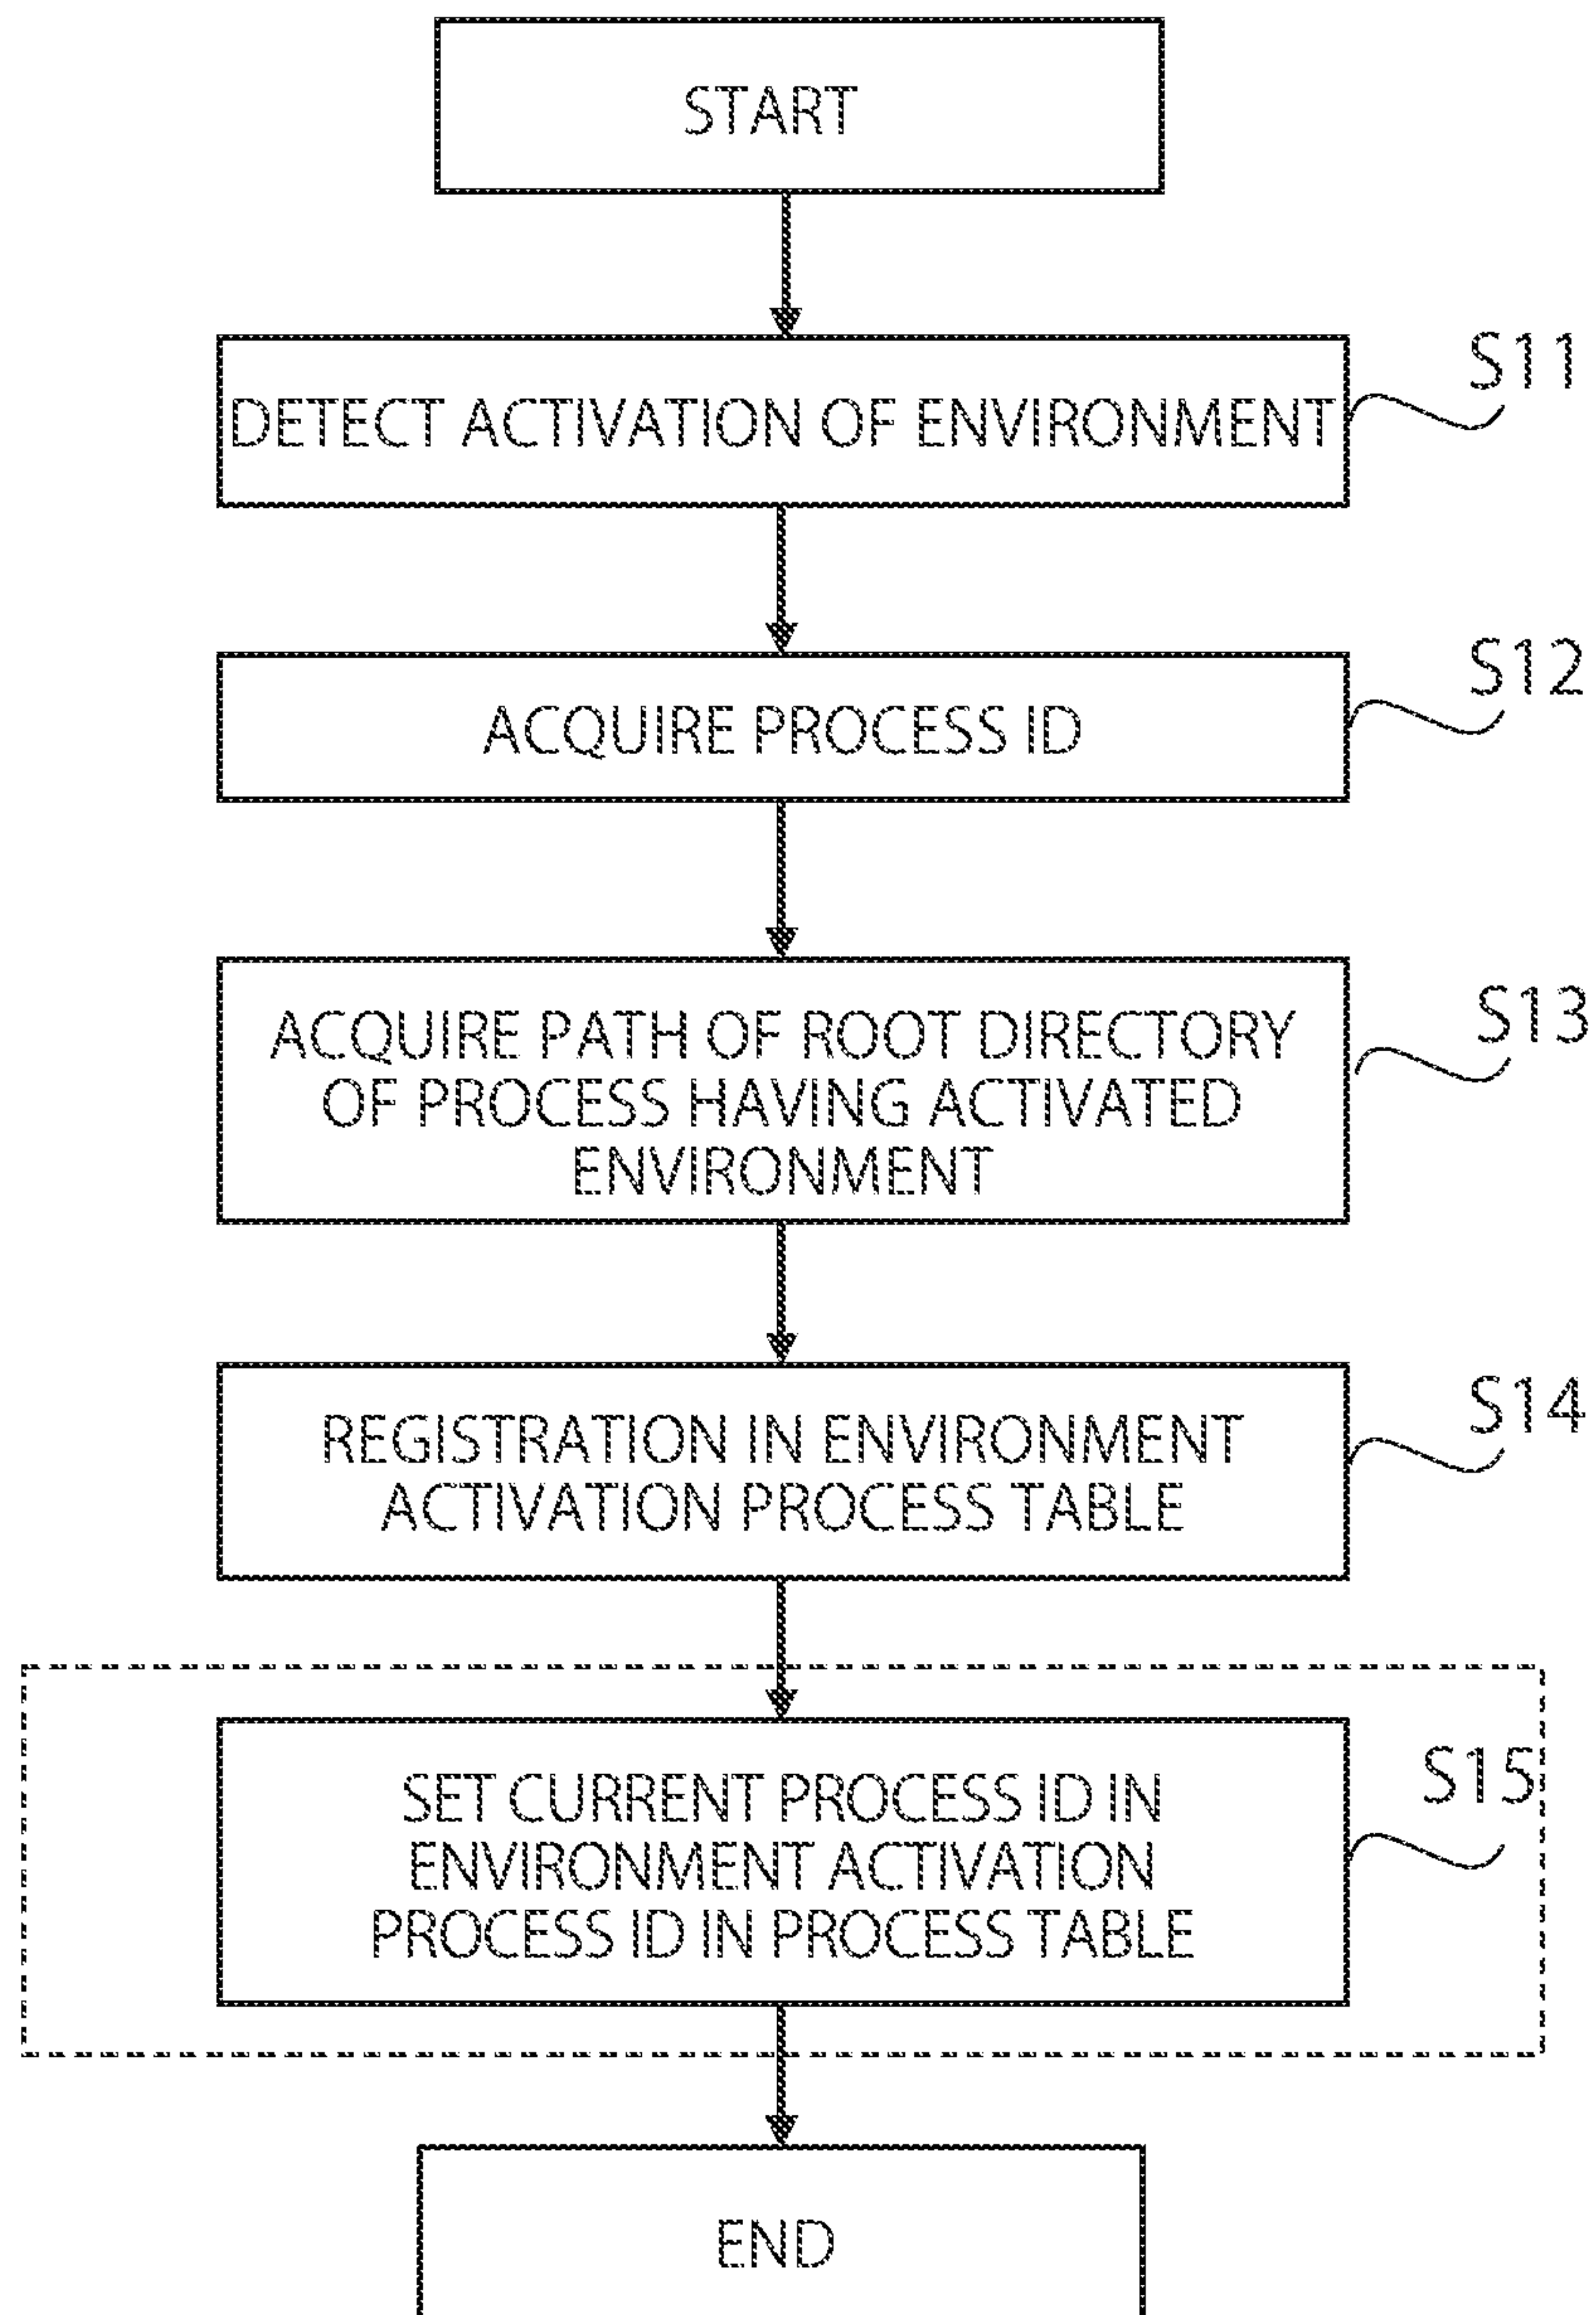 START
S11
DETECT ACTIVATION OF ENVIRONMENT
S12
ACQUIRE PROCESS ID
S13
ACQUIRE PATH OF ROOT DIRECTORY
OF PROCESS HAVING ACTIVATED
ENVIRONMENT
S14
REGISTRATION IN ENVIRONMENT
ACTIVATION PROCESS TABLE
S15
SET CURRENT PROCESS ID IN
ENVIRONMENT ACTIVATION
PROCESS ID IN PROCESS TABLE
END